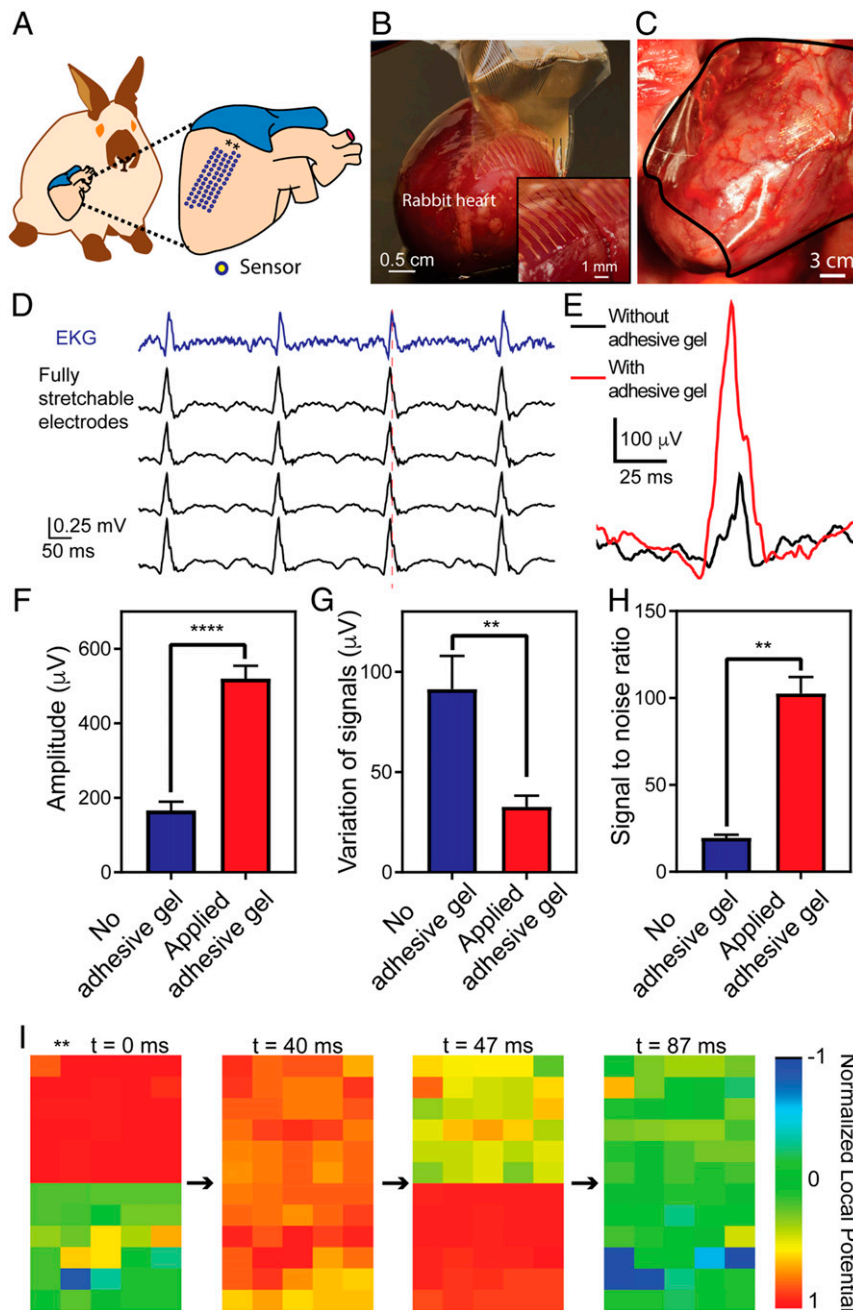 A
**
Sensor
B
Rabbit heart
0.5 cm
1 mm
C
3 cm
D
EKG
Fully
stretchable
electrodes
0.25 mV
50 ms
E
Without
adhesive gel
With
adhesive gel
100 μV
25 ms
F
Amplitude (μV)
600
400
200
0
****
No
adhesive gel
Applied
adhesive gel
G
Variation of signals (μV)
100
50
0
**
No
adhesive gel
Applied
adhesive gel
H
Signal to noise ratio
150
100
50
0
**
No
adhesive gel
Applied
adhesive gel
I
** t = 0 ms
t = 40 ms
t = 47 ms
t = 87 ms
-1
0
1
Normalized Local Potential